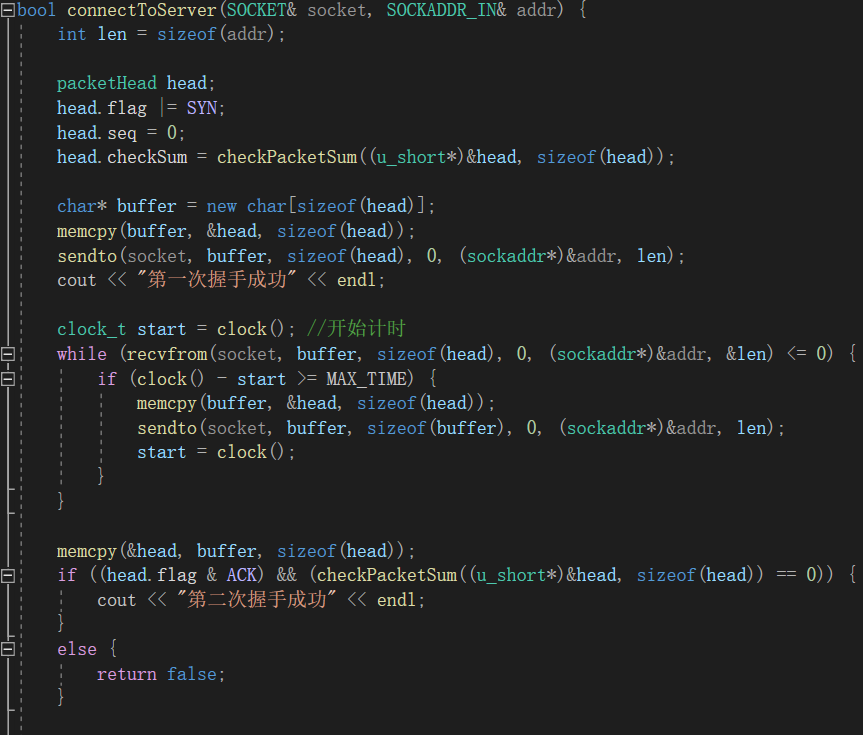 bool connectToServer(SOCKET& socket, SOCKADDR_IN& addr) {
int len = sizeof(addr);
packetHead head;
head.flag |= SYN;
head.seq = 0;
head.checkSum = checkPacketSum((u_short*)&head, sizeof(head));
char* buffer = new char[sizeof(head)];
memcpy(buffer, &head, sizeof(head));
sendto(socket, buffer, sizeof(head), 0, (sockaddr*)&addr, len);
cout << "第一次握手成功" << endl;
clock_t start = clock(); //开始计时
while (recvfrom(socket, buffer, sizeof(head), 0, (sockaddr*)&addr, &len) <= 0) {
if (clock() - start >= MAX_TIME) {
memcpy(buffer, &head, sizeof(head));
sendto(socket, buffer, sizeof(buffer), 0, (sockaddr*)&addr, len);
start = clock();
}
}
memcpy(&head, buffer, sizeof(head));
if ((head.flag & ACK) && (checkPacketSum((u_short*)&head, sizeof(head)) == 0)) {
cout << "第二次握手成功" << endl;
}
else {
return false;
}